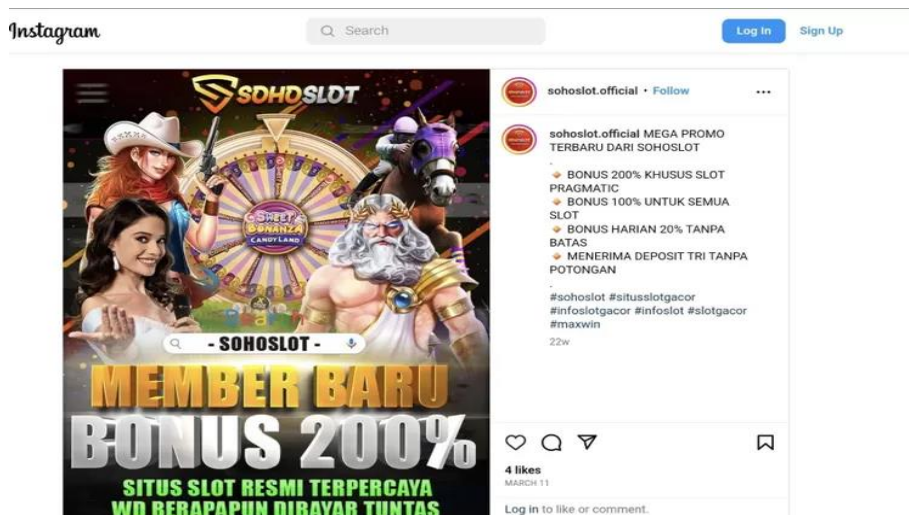 Instagram
Search
Log In
Sign Up
SOHOSLOT
SWEET
BONANZA
CANDYLAND
- SOHOSLOT -
MEMBER BARU
BONUS 200%
SITUS SLOT RESMI TERPERCAYA
WD BERAPAPUN DIBAYAR TUNTAS
sohoslot.official • Follow
sohoslot.official MEGA PROMO
TERBARU DARI SOHOSLOT
.
🔸 BONUS 200% KHUSUS SLOT
PRAGMATIC
🔸 BONUS 100% UNTUK SEMUA
SLOT
🔸 BONUS HARIAN 20% TANPA
BATAS
🔸 MENERIMA DEPOSIT TRI TANPA
POTONGAN
.
#sohoslot #situsslotgacor
#infoslotgacor #infoslot #slotgacor
#maxwin
22w
4 likes
MARCH 11
Log in to like or comment.